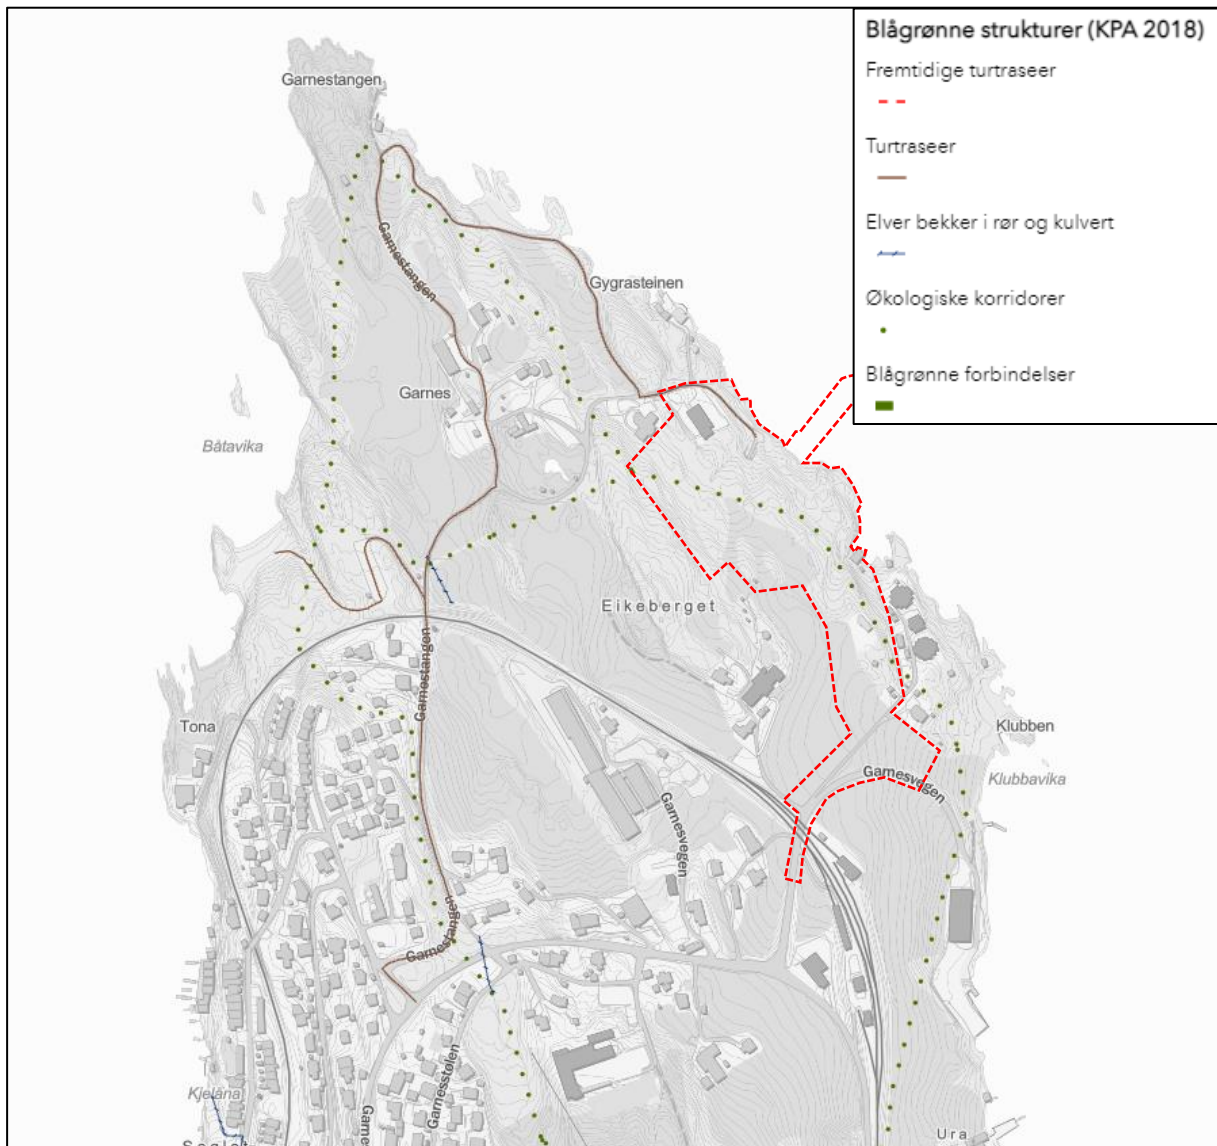 Blågrønne strukturer (KPA 2018)
Fremtidige turtraseer
Turtraseer
Elver bekker i rør og kulvert
Økologiske korridorer
Blågrønne forbindelser
Garnestangen
Garnestangen
Gygrasteinen
Garnes
Båtavika
Eikeberget
Garnestangen
Tona
Klubben
Klubbavika
Garnesvegen
Garnesvegen
Garnestangen
Garnesstølen
Kjelåna
Ura